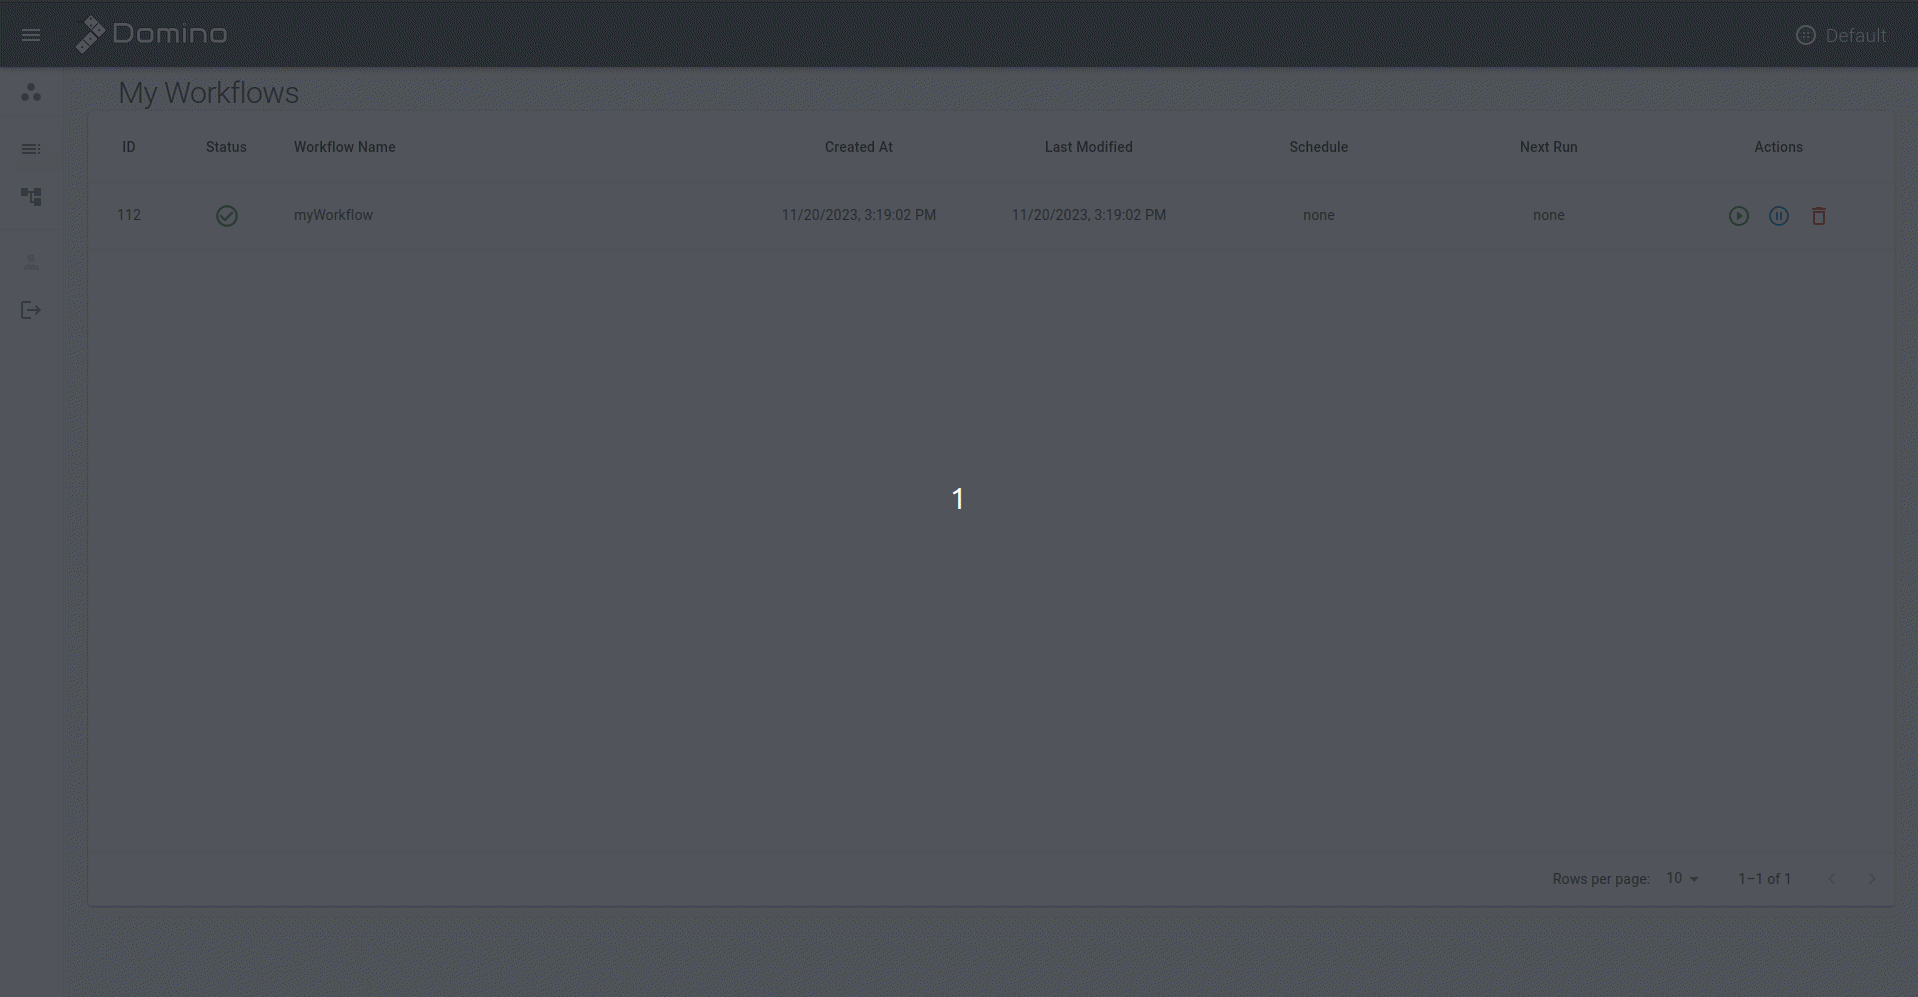 Domino
Default
My Workflows
ID Status Workflow Name Created At Last Modified Schedule Next Run Actions
112 myWorkflow 11/20/2023, 3:19:02 PM 11/20/2023, 3:19:02 PM none none
1
Rows per page: 10 1–1 of 1